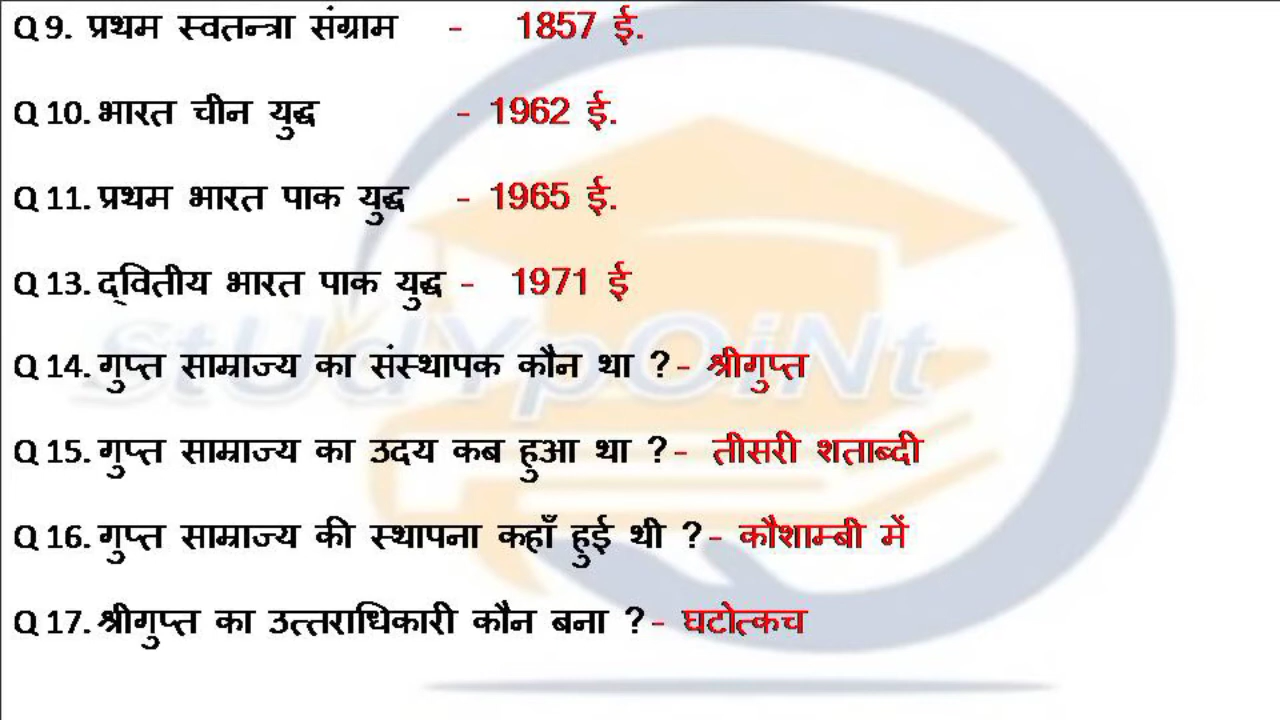 Q 9. प्रथम स्वतन्त्रा संग्राम - 1857 ई.
Q 10. भारत चीन युद्ध - 1962 ई.
Q 11. प्रथम भारत पाक युद्ध - 1965 ई.
Q 13. द्वितीय भारत पाक युद्ध - 1971 ई
Q 14. गुप्त साम्राज्य का संस्थापक कौन था ? - श्रीगुप्त
Q 15. गुप्त साम्राज्य का उदय कब हुआ था ? - तीसरी शताब्दी
Q 16. गुप्त साम्राज्य की स्थापना कहाँ हुई थी ? - कौशाम्बी में
Q 17. श्रीगुप्त का उत्तराधिकारी कौन बना ? - घटोत्कच
StUdYpOiNt